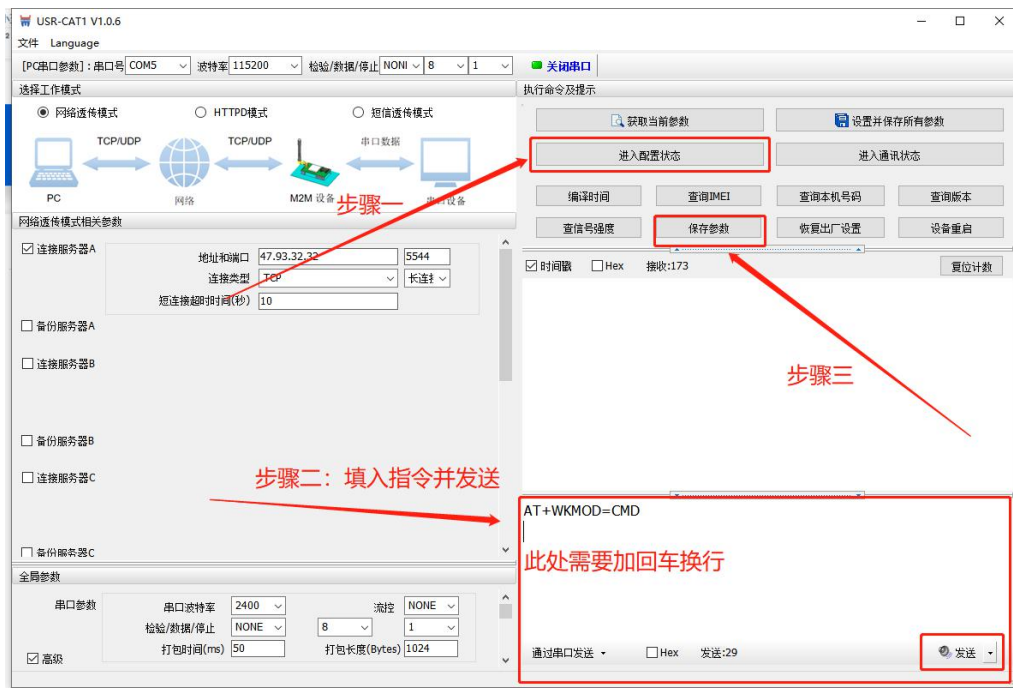 USR-CAT1 V1.0.6
文件 Language
[PC串口参数]: 串口号 COM5 波特率 115200 检验/数据/停止 NONI 8 1 关闭串口
选择工作模式
网络透传模式 HTTPD模式 短信透传模式
TCP/UDP TCP/UDP 串口数据
PC 网络 M2M 设备 串口设备
步骤一
网络透传模式相关参数
连接服务器A
地址和端口 47.93.32.32 5544
连接类型 TCP
短连接超时时间(秒) 10
备份服务器A
连接服务器B
备份服务器B
连接服务器C
步骤二：填入指令并发送
备份服务器C
全局参数
串口参数 串口波特率 2400 流控 NONE
检验/数据/停止 NONE 8 1
打包时间(ms) 50 打包长度(Bytes) 1024
高级
执行命令及提示
获取当前参数 设置并保存所有参数
进入配置状态 进入通讯状态
编译时间 查询IMEI 查询本机号码 查询版本
查信号强度 保存参数 恢复出厂设置 设备重启
时间戳 Hex 接收:173 复位计数
步骤三
AT+WKMOD=CMD
此处需要加回车换行
通过串口发送 Hex 发送:29 发送